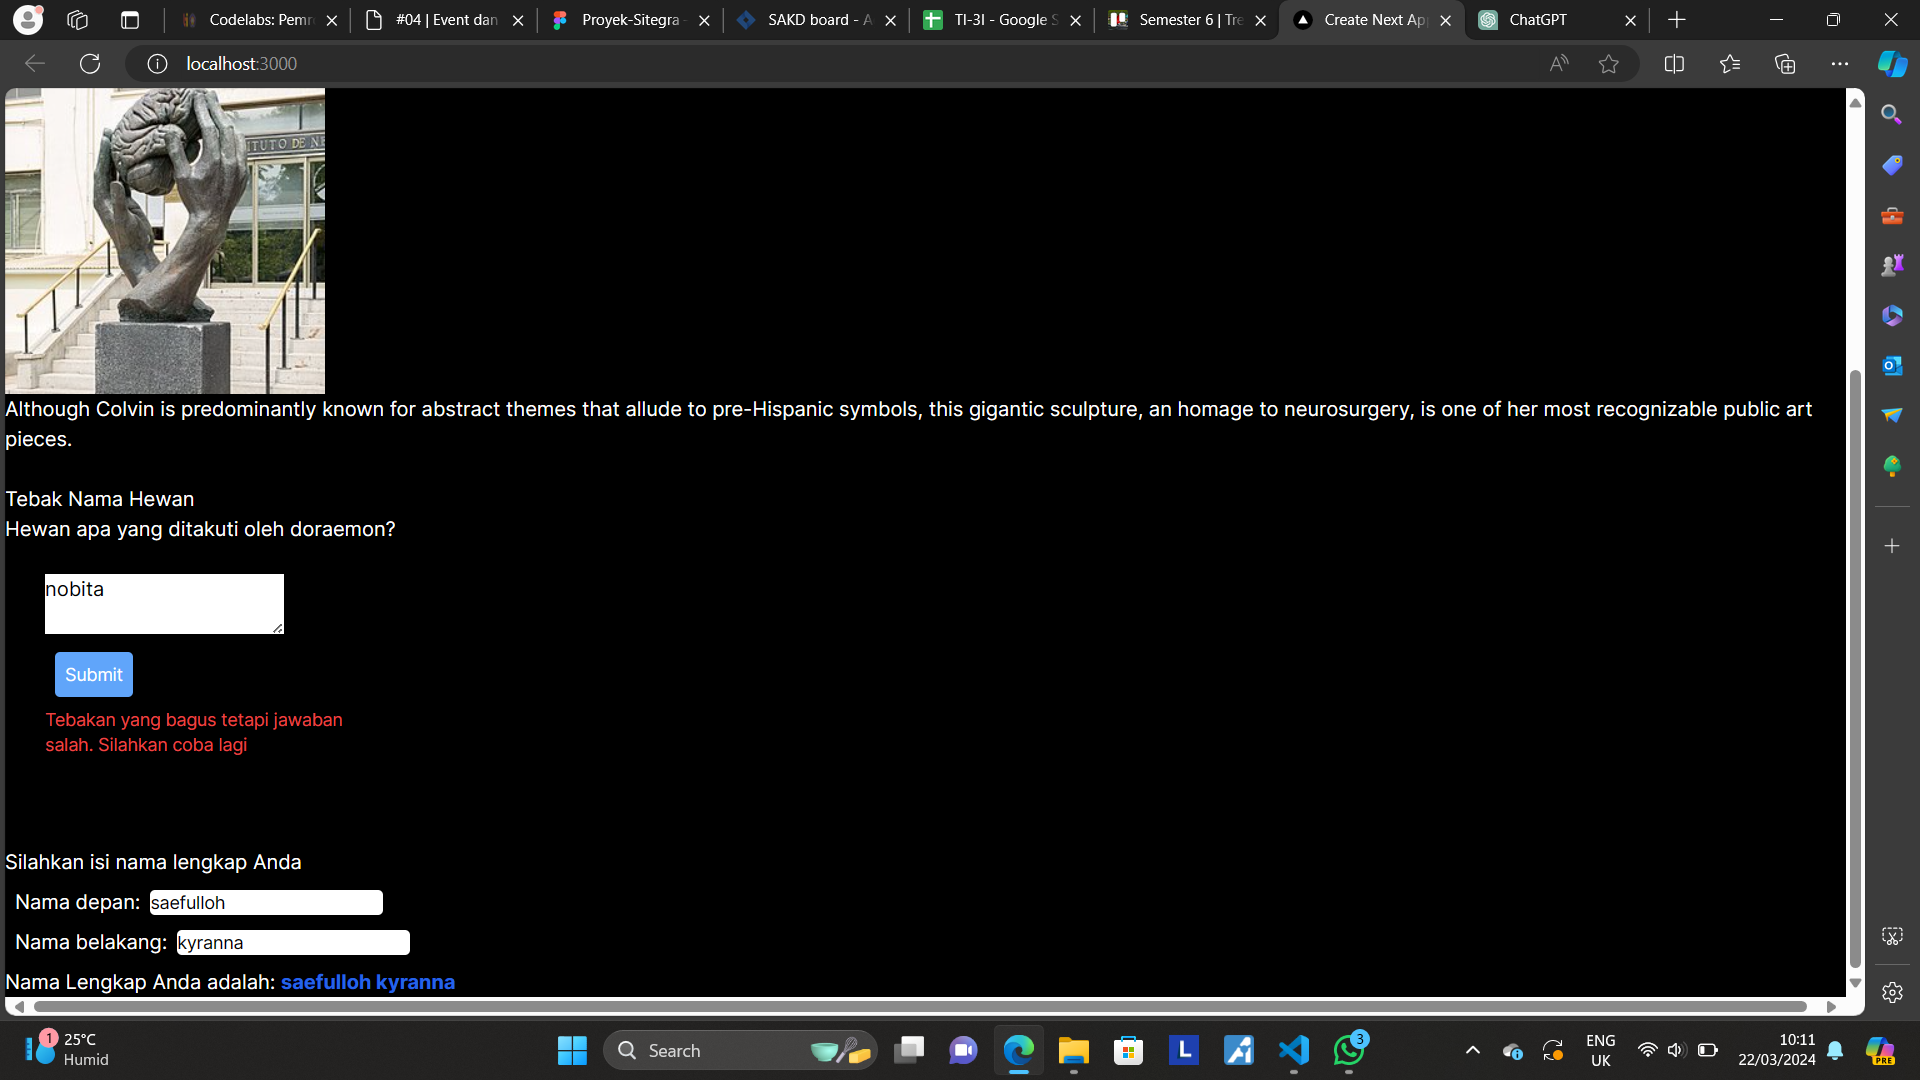 Codelabs: Pemr
#04 | Event dan
Proyek-Sitegra -
SAKD board - A
TI-3I - Google S
Semester 6 | Tre
Create Next App
ChatGPT
localhost:3000
ITUTO DE NE
Although Colvin is predominantly known for abstract themes that allude to pre-Hispanic symbols, this gigantic sculpture, an homage to neurosurgery, is one of her most recognizable public art
pieces.
Tebak Nama Hewan
Hewan apa yang ditakuti oleh doraemon?
nobita
Submit
Tebakan yang bagus tetapi jawaban
salah. Silahkan coba lagi
Silahkan isi nama lengkap Anda
Nama depan: saefulloh
Nama belakang: kyranna
Nama Lengkap Anda adalah: saefulloh kyranna
1
25°C
Humid
Search
L
3
ENG
UK
10:11
22/03/2024
PRE